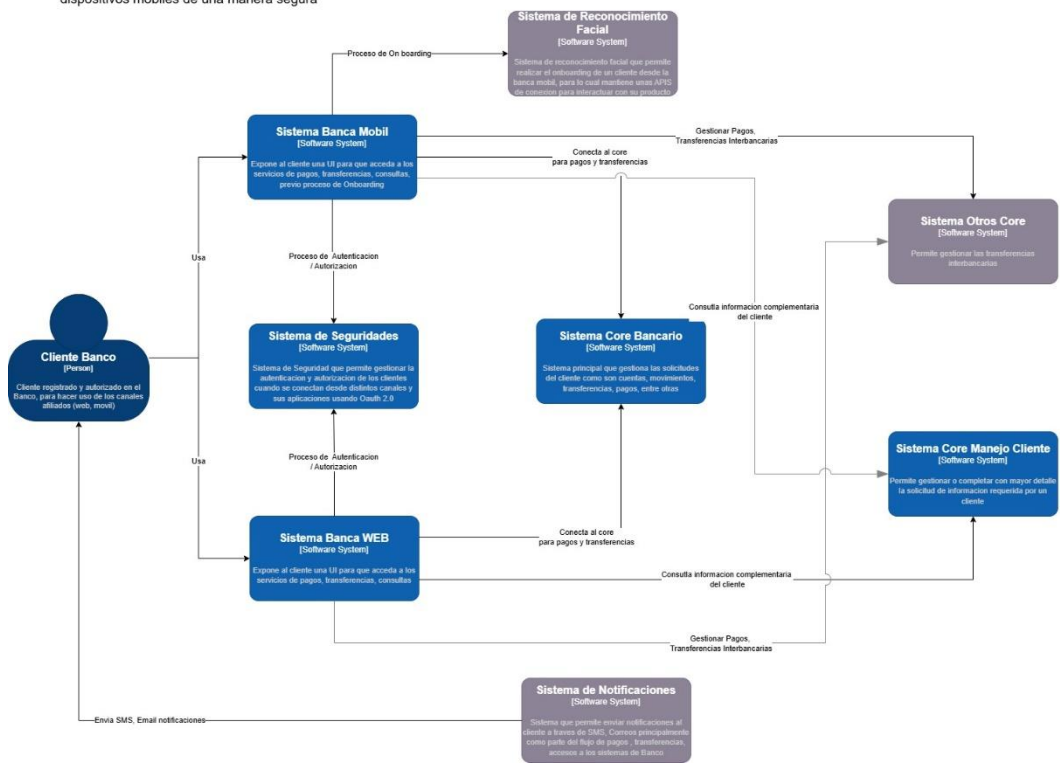 dispositivos mobiles de una manera segura
Sistema de Reconocimiento
Facial
[Software System]
Sistema de reconocimiento facial que permite
realizar el onboarding de un cliente desde la
banca mobil, para lo cual mantiene unas APIS
de conexion para interactuar con su producto
Proceso de On boarding
Sistema Banca Mobil
[Software System]
Expone al cliente una UI para que acceda a los
servicios de pagos, transferencias, consultas,
previo proceso de Onboarding
Gestionar Pagos,
Transferencias Interbancarias
Conecta al core
para pagos y transferencias
Sistema Otros Core
[Software System]
Permite gestionar las transferencias
interbancarias
Usa
Proceso de Autenticacion
/ Autorizacion
Consutla informacion complementaria
del cliente
Cliente Banco
[Person]
Cliente registrado y autorizado en el
Banco, para hacer uso de los canales
afiliados (web, movil)
Sistema de Seguridades
[Software System]
Sistema de Seguridad que permite gestionar la
autenticacion y autorizacion de los clientes
cuando se conectan desde distintos canales y
sus aplicaciones usando Oauth 2.0
Sistema Core Bancario
[Software System]
Sistema principal que gestiona las solicitudes
del cliente como son cuentas, movimientos,
transferencias, pagos, entre otras
Usa
Proceso de Autenticacion
/ Autorizacion
Sistema Core Manejo Cliente
[Software System]
Permite gestionar o completar con mayor detalle
la solicitud de informacion requerida por un
cliente
Sistema Banca WEB
[Software System]
Expone al cliente una UI para que acceda a los
servicios de pagos, transferencias, consultas
Conecta al core
para pagos y transferencias
Consulla informacion complementaria
del cliente
Gestionar Pagos,
Transferencias Interbancarias
Sistema de Notificaciones
[Software System]
Sistema que permite enviar notificaciones al
cliente a traves de SMS, Correos principalmente
como parte del flujo de pagos , transferencias,
accesos a los sistemas de Banco
Envia SMS, Email notificaciones